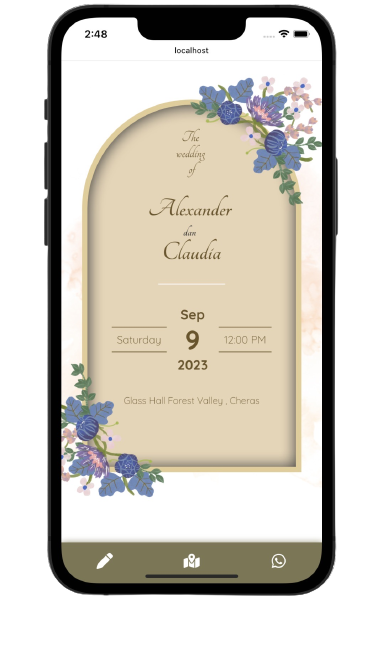 2:48
localhost
The
wedding
of
Alexander
dan
Claudia
Sep
Saturday 9 12:00 PM
2023
Glass Hall Forest Valley , Cheras